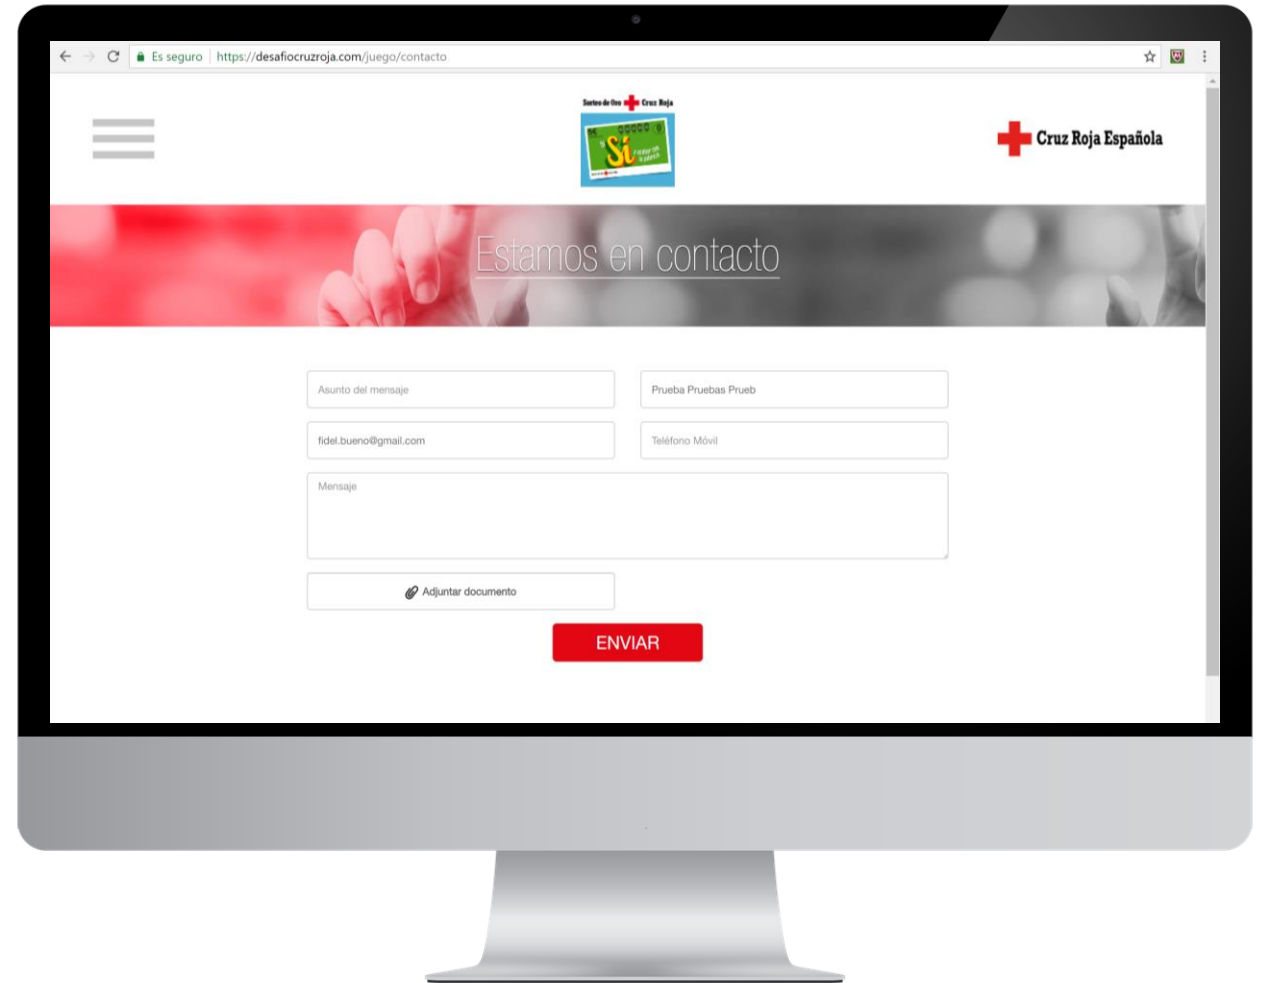 Es seguro https://desafiocruzroja.com/juego/contacto
Sorteo de Oro Cruz Roja
Sí
Cruz Roja Española
Estamos en contacto
Asunto del mensaje
Prueba Pruebas Prueb
fidel.bueno@gmail.com
Teléfono Móvil
Mensaje
Adjuntar documento
ENVIAR